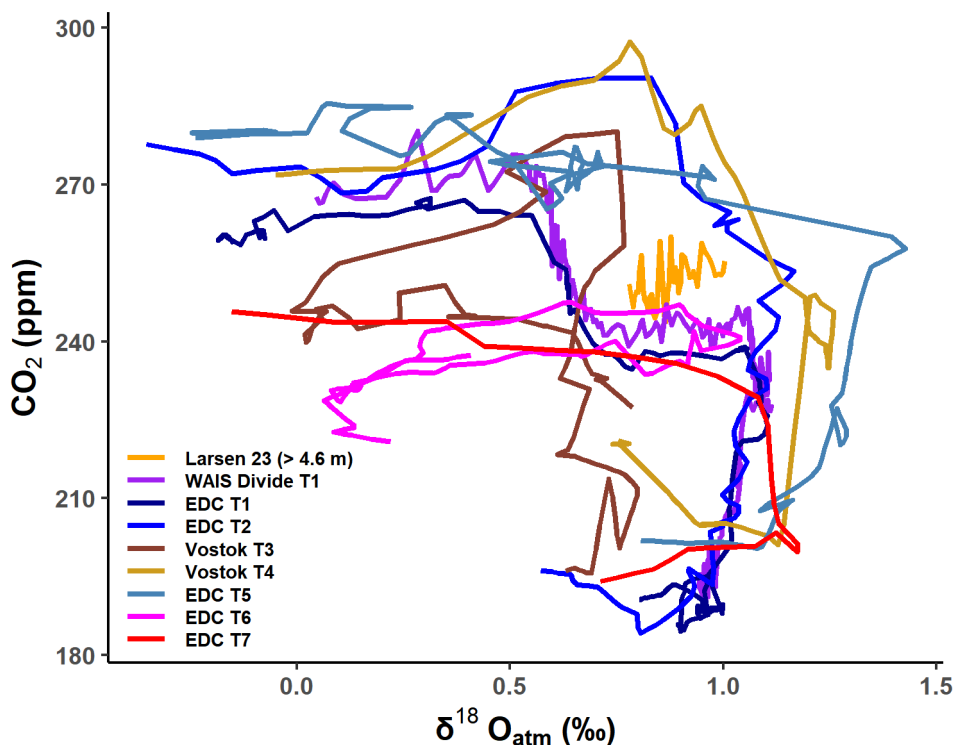 300
270
240
210
180
CO₂ (ppm)
Larsen 23 (> 4.6 m)
WAIS Divide T1
EDC T1
EDC T2
Vostok T3
Vostok T4
EDC T5
EDC T6
EDC T7
0.0 0.5 1.0 1.5
δ¹⁸ Oₐₜₘ (‰)